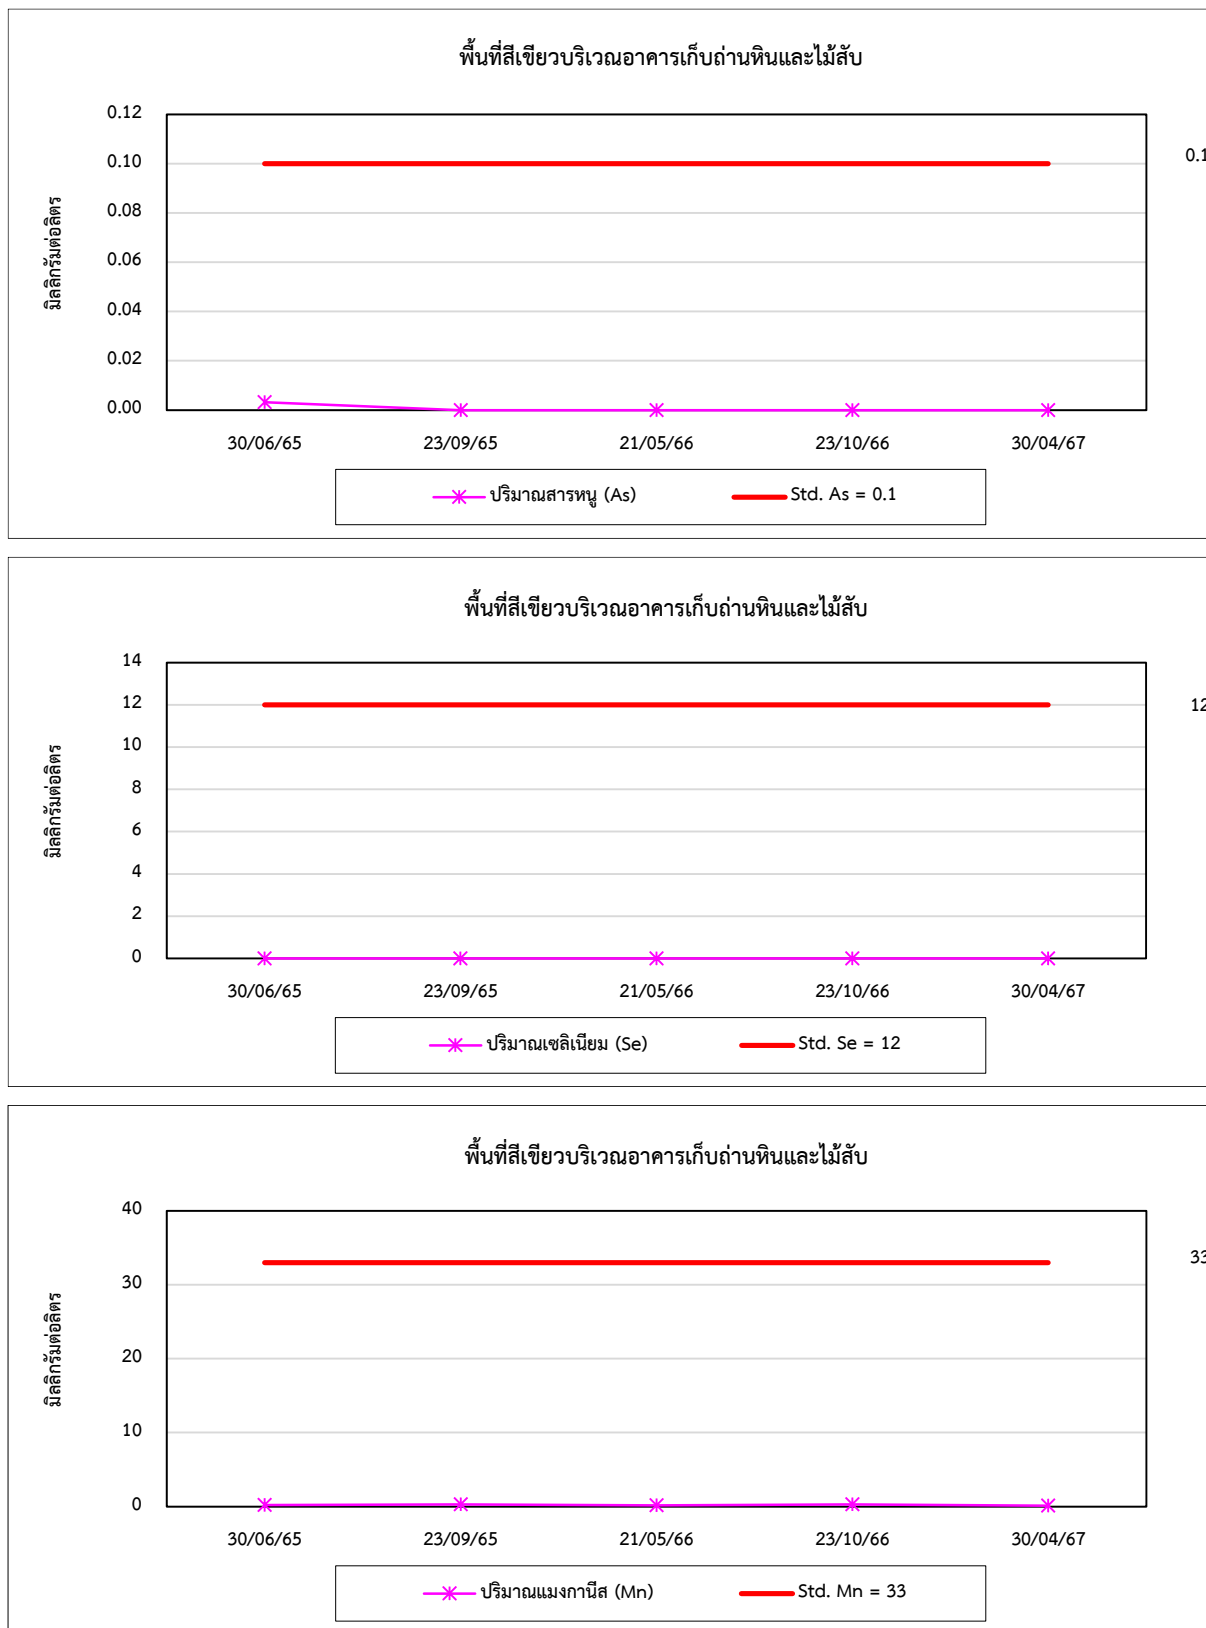 พื้นที่สีเขียวบริเวณอาคารเก็บถ่านหินและไม้สับ
0.12
0.10
0.08
0.06
0.04
0.02
0.00
มิลลิกรัมต่อลิตร
0.1
30/06/65 23/09/65 21/05/66 23/10/66 30/04/67
ปริมาณสารหนู (As) Std. As = 0.1
พื้นที่สีเขียวบริเวณอาคารเก็บถ่านหินและไม้สับ
14
12
10
8
6
4
2
0
มิลลิกรัมต่อลิตร
12
30/06/65 23/09/65 21/05/66 23/10/66 30/04/67
ปริมาณเซลิเนียม (Se) Std. Se = 12
พื้นที่สีเขียวบริเวณอาคารเก็บถ่านหินและไม้สับ
40
30
20
10
0
มิลลิกรัมต่อลิตร
33
30/06/65 23/09/65 21/05/66 23/10/66 30/04/67
ปริมาณแมงกานีส (Mn) Std. Mn = 33